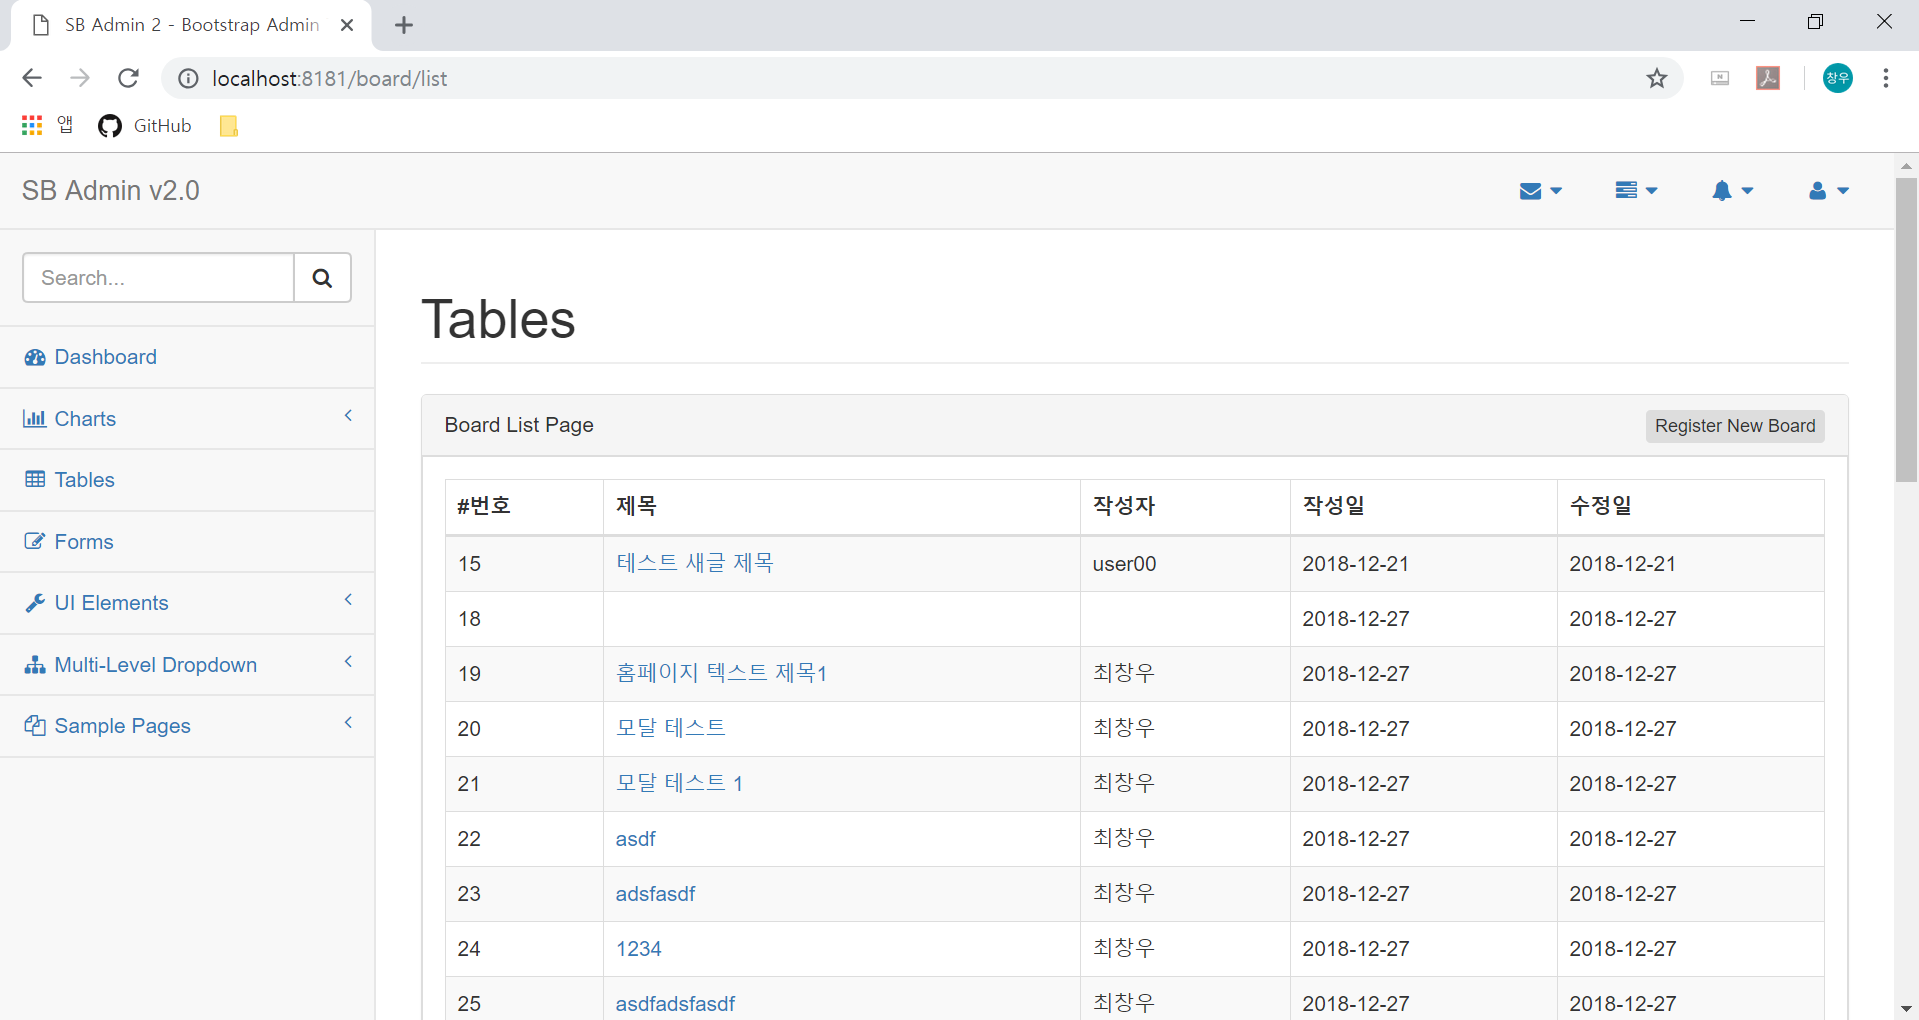 SB Admin 2 - Bootstrap Admin
localhost:8181/board/list
창우
앱 GitHub
SB Admin v2.0
Search...
Dashboard
Charts
Tables
Forms
UI Elements
Multi-Level Dropdown
Sample Pages
Tables
Board List Page Register New Board
#번호 제목 작성자 작성일 수정일
15 테스트 새글 제목 user00 2018-12-21 2018-12-21
18 2018-12-27 2018-12-27
19 홈페이지 텍스트 제목1 최창우 2018-12-27 2018-12-27
20 모달 테스트 최창우 2018-12-27 2018-12-27
21 모달 테스트 1 최창우 2018-12-27 2018-12-27
22 asdf 최창우 2018-12-27 2018-12-27
23 adsfasdf 최창우 2018-12-27 2018-12-27
24 1234 최창우 2018-12-27 2018-12-27
25 asdfadsfasdf 최창우 2018-12-27 2018-12-27